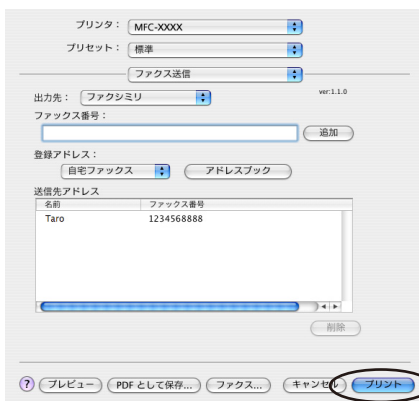 プリンタ： MFC-XXXX
プリセット： 標準
ファクス送信
出力先： ファクシミリ ver:1.1.0
ファックス番号：
追加
登録アドレス：
自宅ファックス アドレスブック
送信先アドレス
名前 ファックス番号
Taro 1234568888
削除
? プレビュー PDF として保存... ファクス... キャンセル プリント